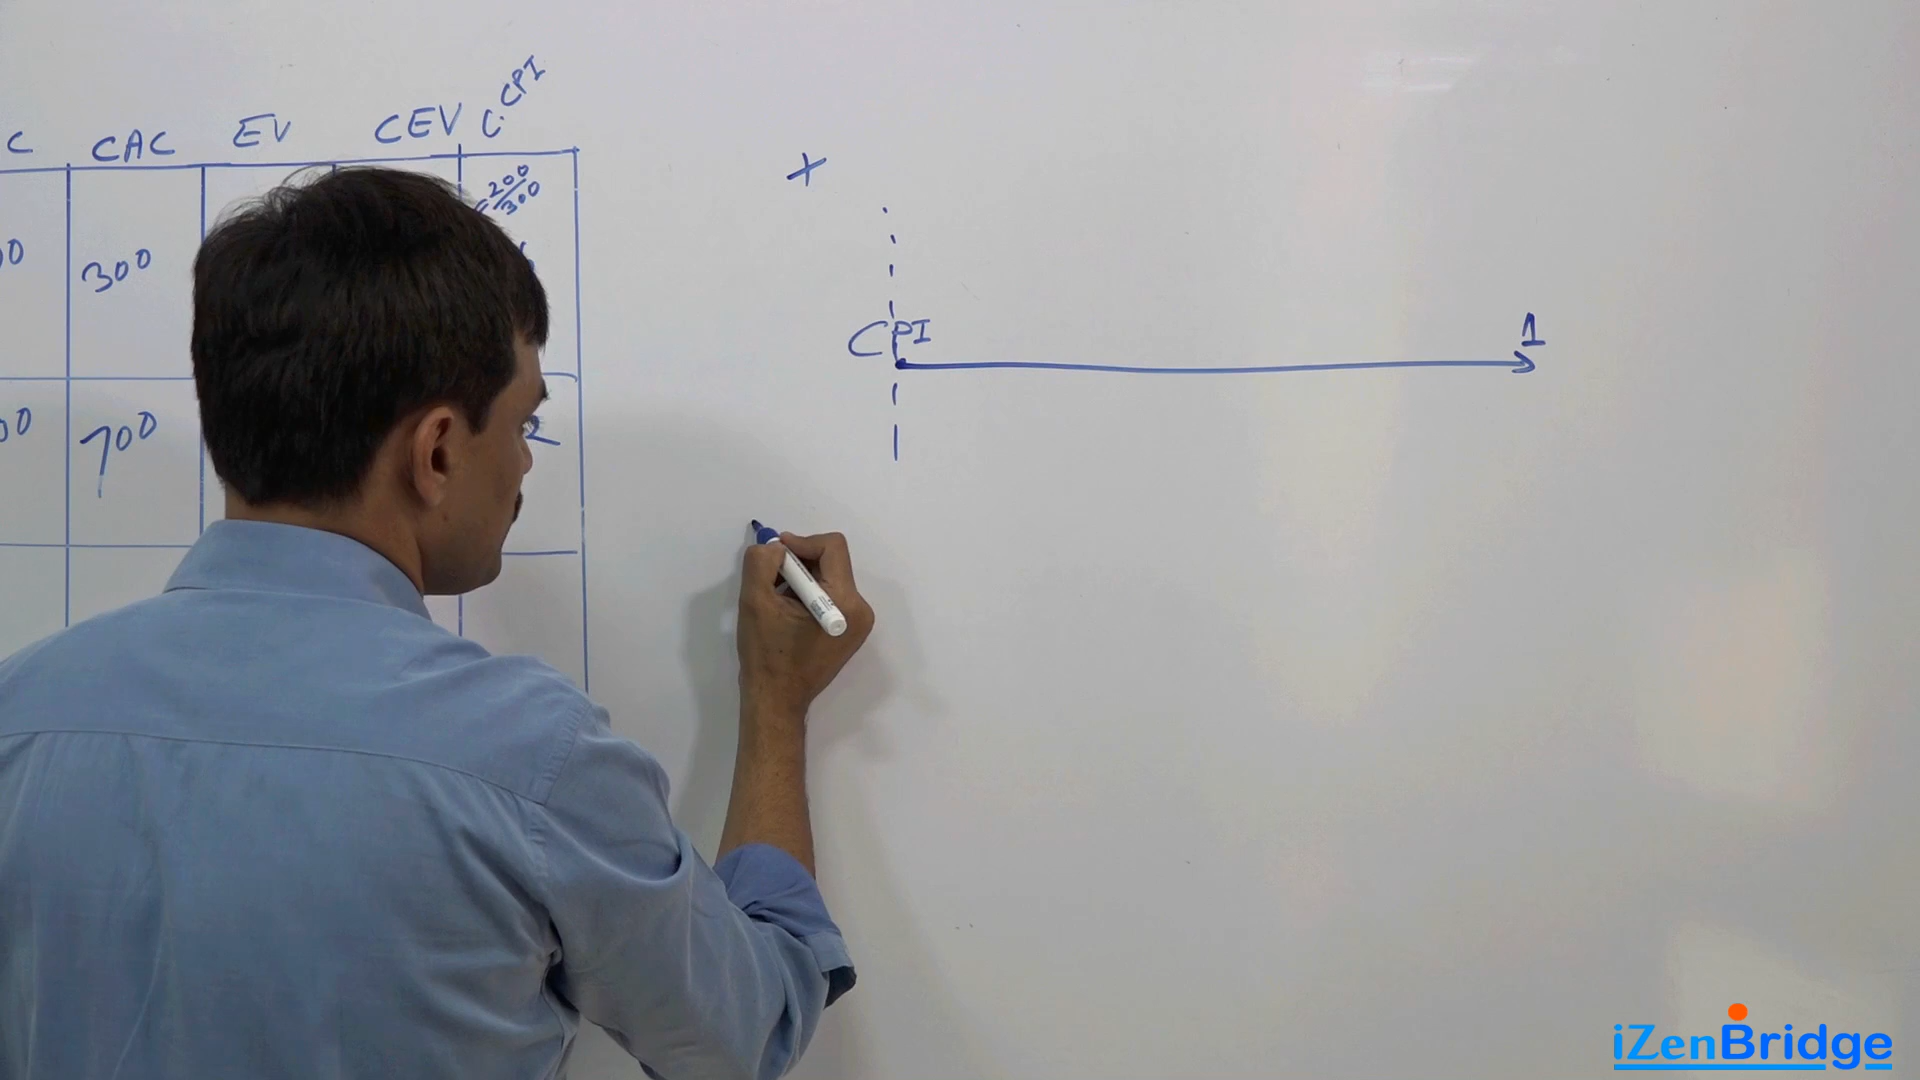 C CAC EV CEV C.CPI
= 200/300
00 300
00 700
+
CPI 1
iZenBridge